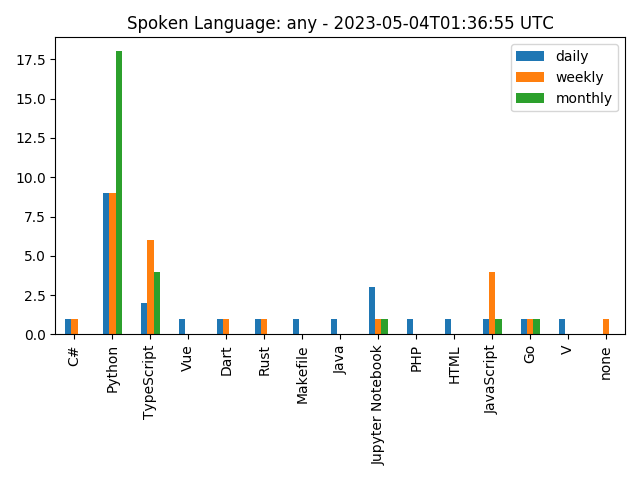 Spoken Language: any - 2023-05-04T01:36:55 UTC
daily
weekly
monthly
17.5
15.0
12.5
10.0
7.5
5.0
2.5
0.0
C#
Python
TypeScript
Vue
Dart
Rust
Makefile
Java
Jupyter Notebook
PHP
HTML
JavaScript
Go
V
none